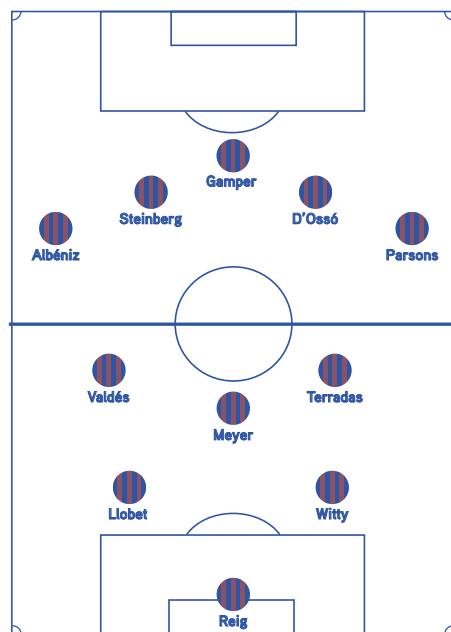 Gamper
Steinberg
D'Ossó
Albéniz
Parsons
Valdés
Terradas
Meyer
Llobet
Witty
Reig